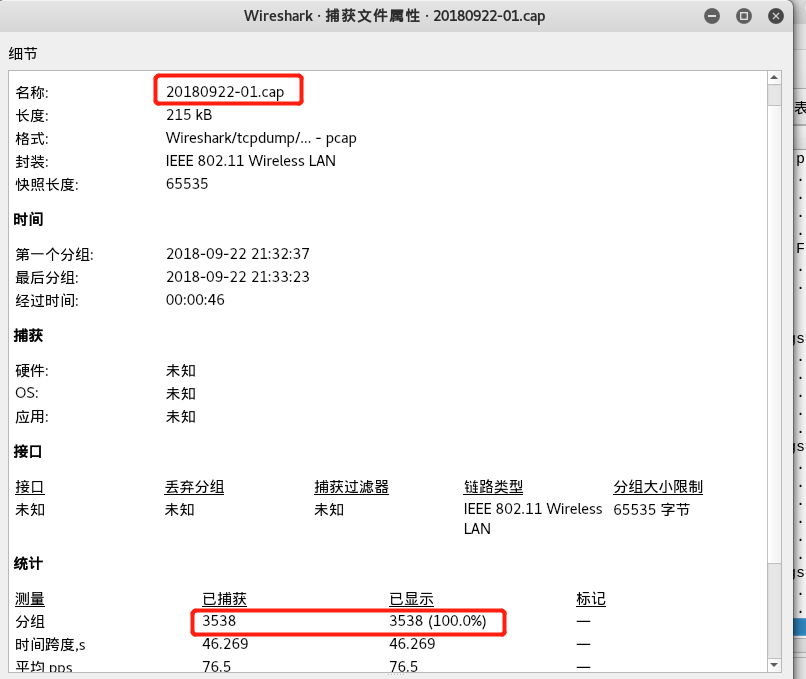 Wireshark · 捕获文件属性 · 20180922-01.cap
细节
名称: 20180922-01.cap
长度: 215 kB
格式: Wireshark/tcpdump/... - pcap
封装: IEEE 802.11 Wireless LAN
快照长度: 65535
时间
第一个分组: 2018-09-22 21:32:37
最后分组: 2018-09-22 21:33:23
经过时间: 00:00:46
捕获
硬件: 未知
OS: 未知
应用: 未知
接口
接口 丢弃分组 捕获过滤器 链路类型 分组大小限制
未知 未知 未知 IEEE 802.11 Wireless 65535 字节
LAN
统计
测量 已捕获 已显示 标记
分组 3538 3538 (100.0%) —
时间跨度,s 46.269 46.269 —
平均 pps 76.5 76.5 —
表
p
F
gs
gs
gs